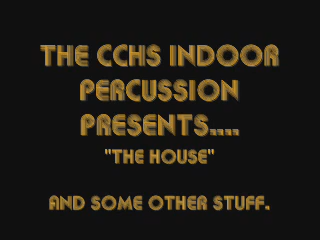 THE CCHS INDOOR
PERCUSSION
PRESENTS....
"THE HOUSE"
AND SOME OTHER STUFF.